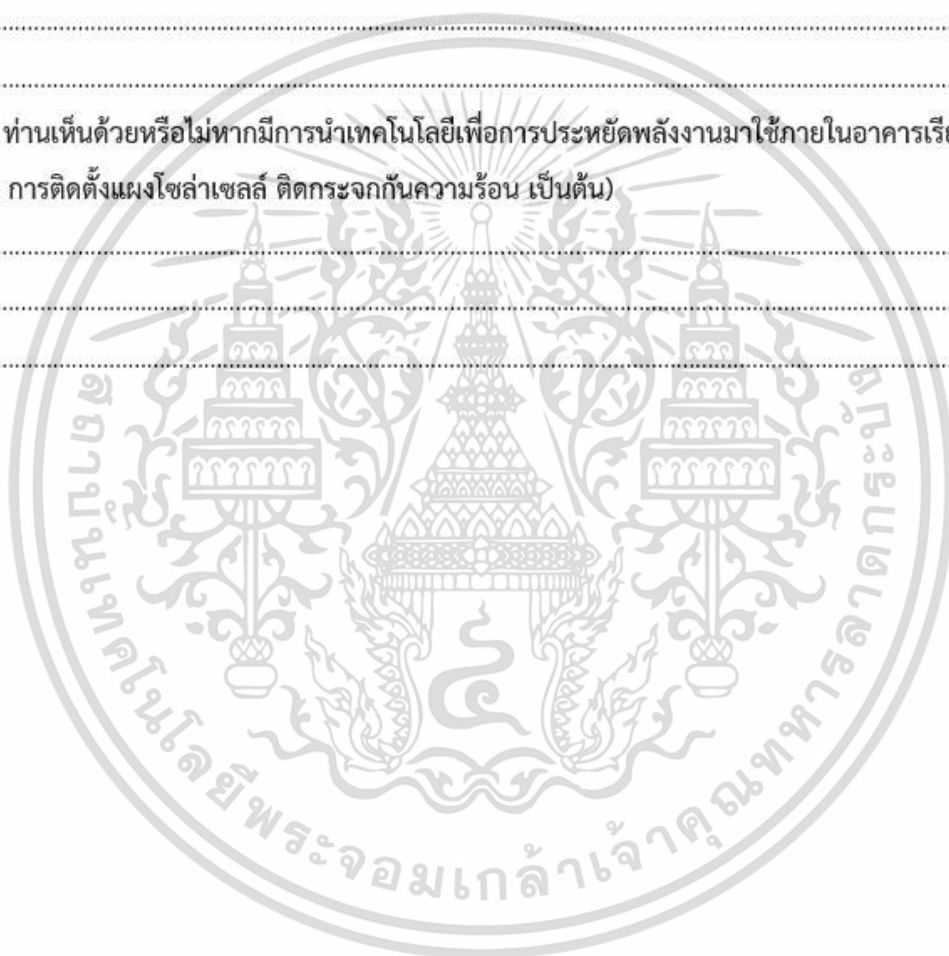 ท่านเห็นด้วยหรือไม่หากมีการนำเทคโนโลยีเพื่อการประหยัดพลังงานมาใช้ภายในอาคารเรี
การติดตั้งแผงโซล่าเซลล์ ติดกระจกกันความร้อน เป็นต้น)
๔
สถาบันเทคโนโลยีพระจอมเกล้าเจ้าคุณทหารลาดกระบัง